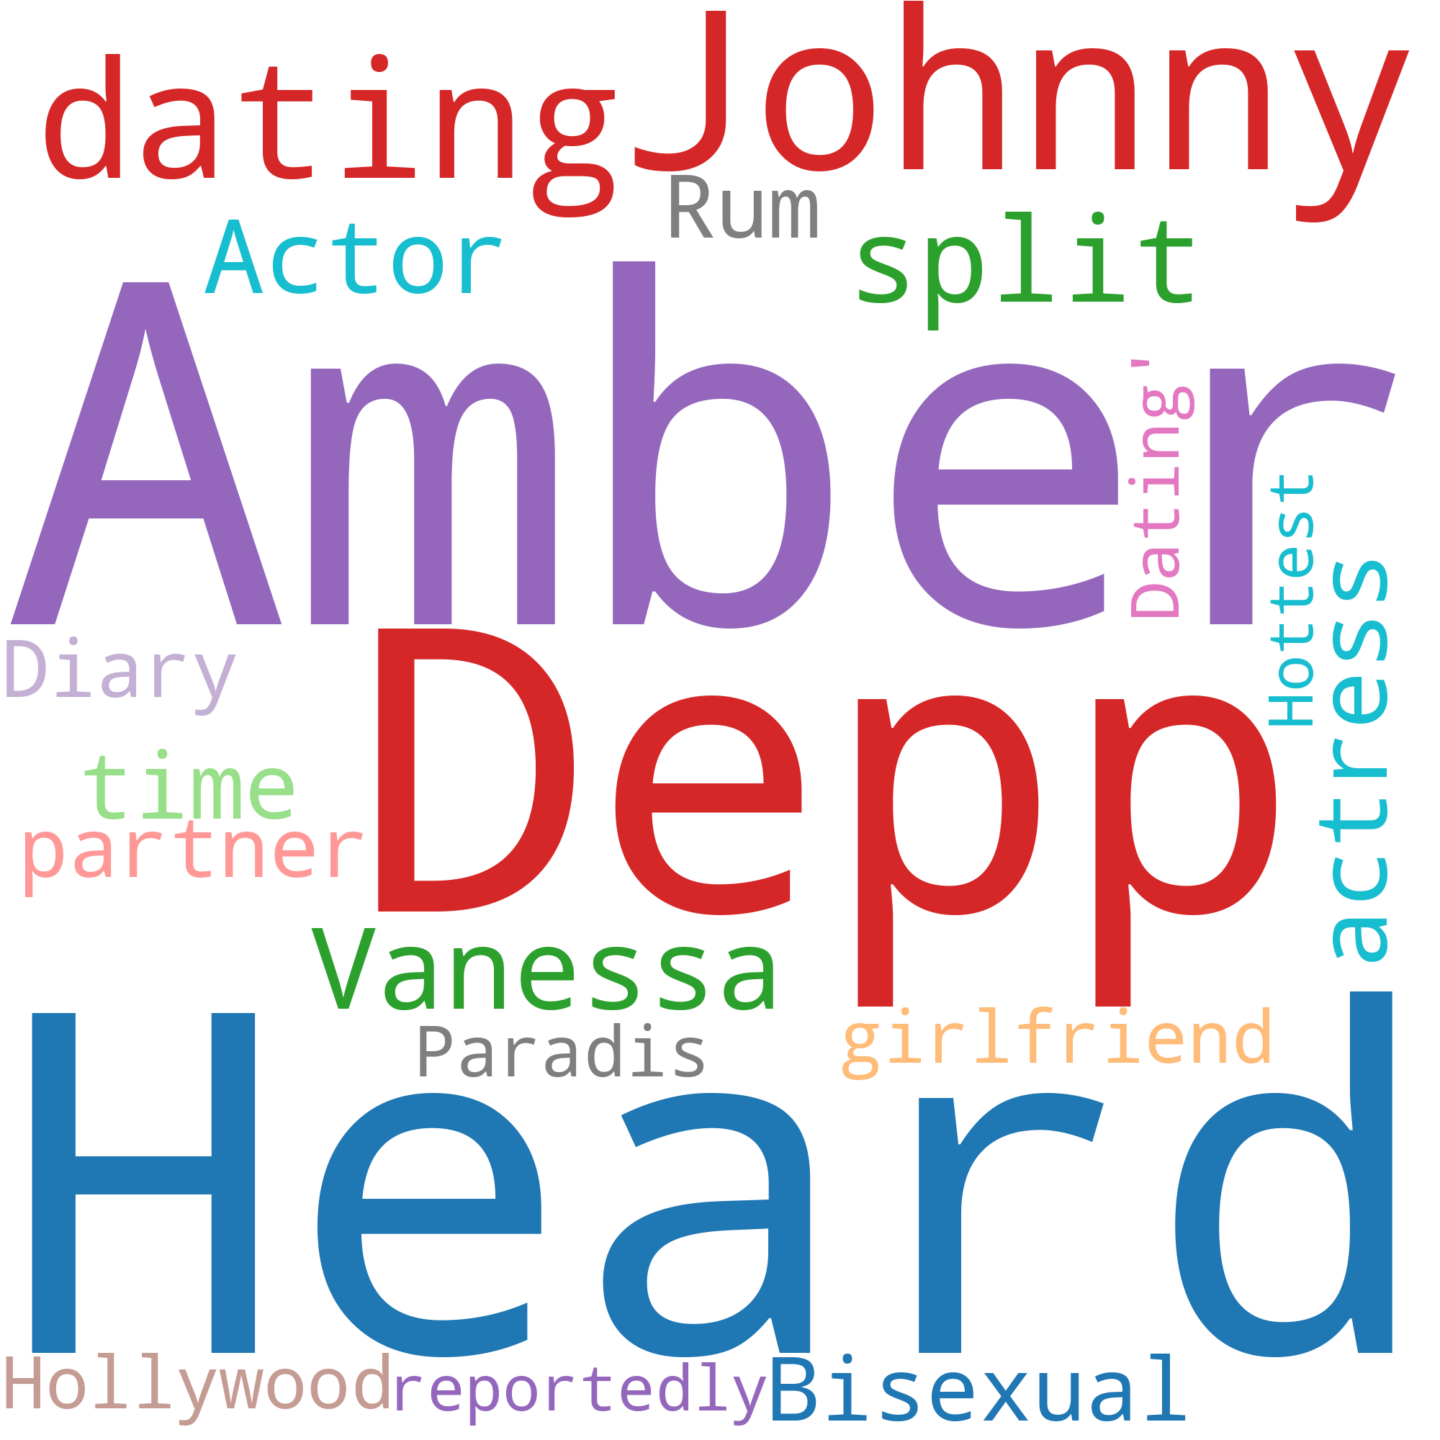 dating Johnny
Rum
Actor split
Amber
Dating'
Hottest
actress
Diary
Depp
time
partner
Vanessa
Paradis girlfriend
Heard
Hollywood reportedly Bisexual